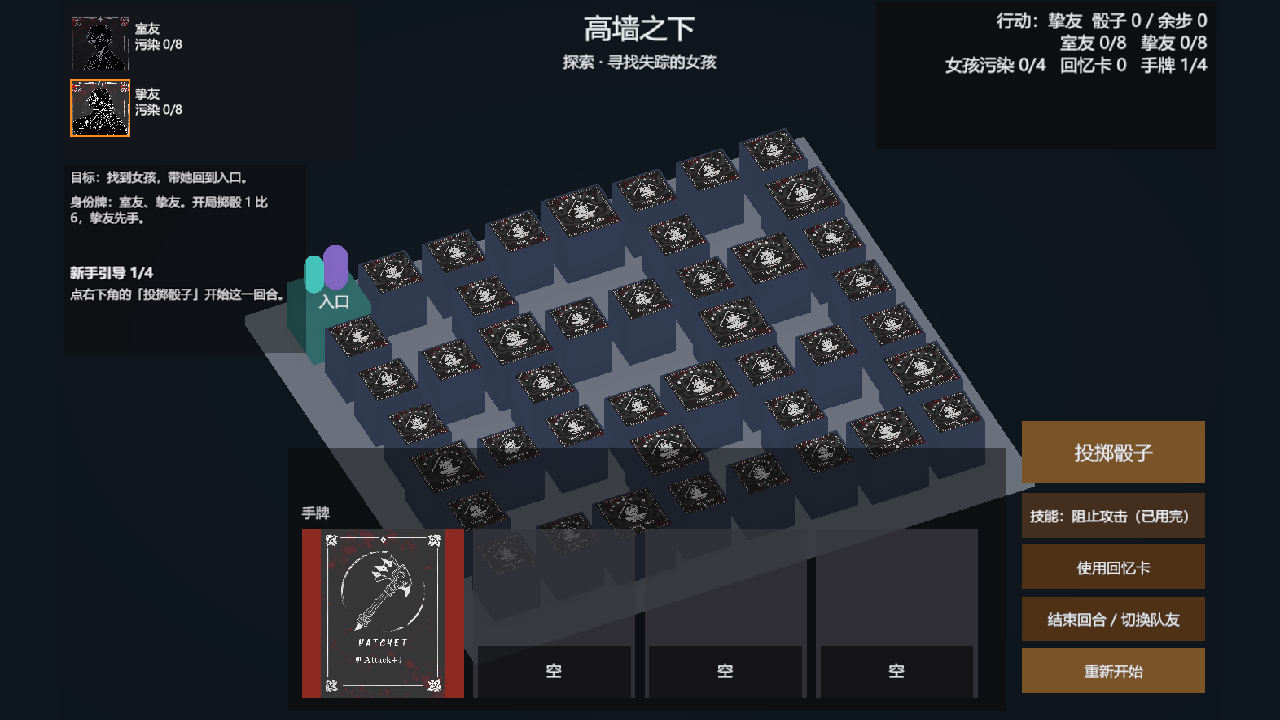 室友
污染 0/8
挚友
污染 0/8
高墙之下
探索 · 寻找失踪的女孩
行动：挚友 骰子 0 / 余步 0
室友 0/8 挚友 0/8
女孩污染 0/4 回忆卡 0 手牌 1/4
目标：找到女孩，带她回到入口。
身份牌：室友、挚友。开局掷骰 1 比
6，挚友先手。
新手引导 1/4
点右下角的「投掷骰子」开始这一回合。
入口
手牌
HATCHET
Attack+1
空
空
空
投掷骰子
技能：阻止攻击（已用完）
使用回忆卡
结束回合 / 切换队友
重新开始